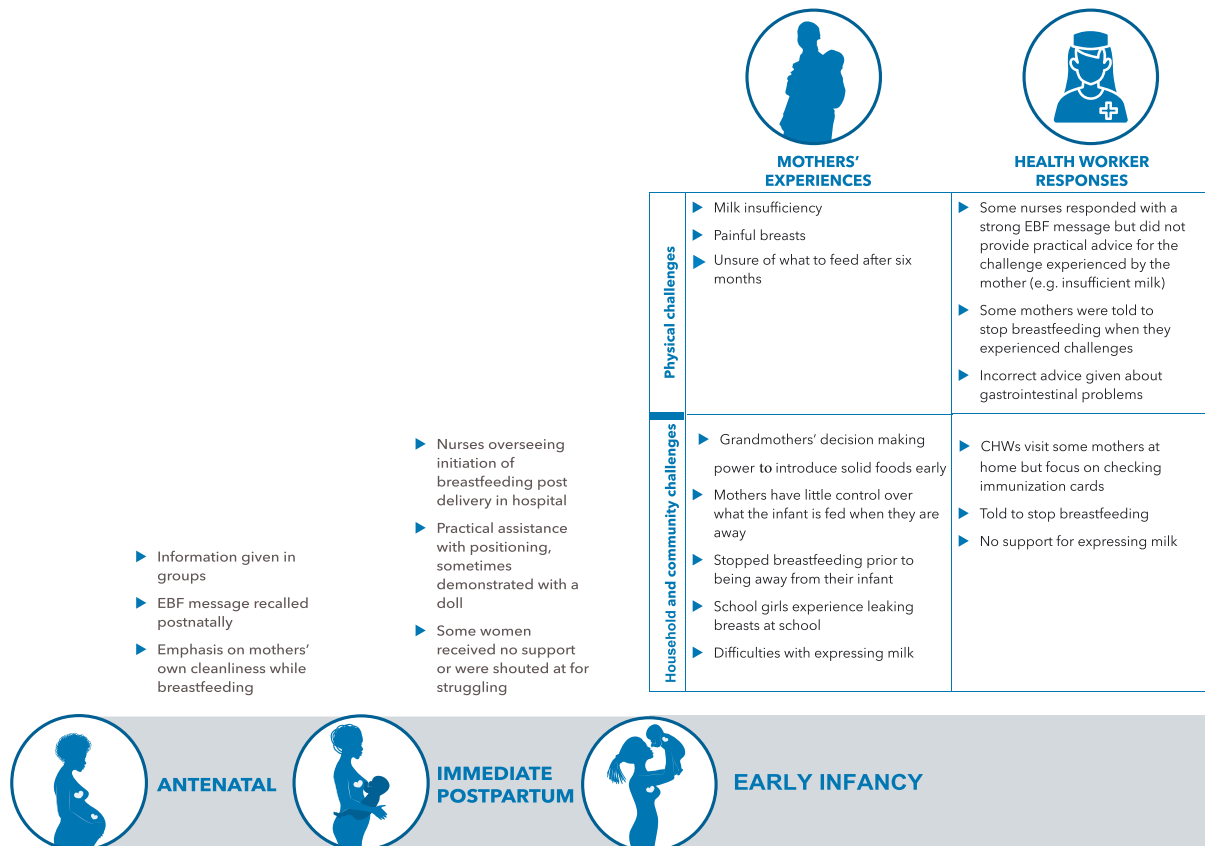 MOTHERS’
EXPERIENCES
HEALTH WORKER
RESPONSES
Physical challenges
Milk insufficiency
Painful breasts
Unsure of what to feed after six
months
Some nurses responded with a
strong EBF message but did not
provide practical advice for the
challenge experienced by the
mother (e.g. insufficient milk)
Some mothers were told to
stop breastfeeding when they
experienced challenges
Incorrect advice given about
gastrointestinal problems
Household and community challenges
Grandmothers’ decision making
power to introduce solid foods early
Mothers have little control over
what the infant is fed when they are
away
Stopped breastfeeding prior to
being away from their infant
School girls experience leaking
breasts at school
Difficulties with expressing milk
CHWs visit some mothers at
home but focus on checking
immunization cards
Told to stop breastfeeding
No support for expressing milk
Information given in
groups
EBF message recalled
postnatally
Emphasis on mothers’
own cleanliness while
breastfeeding
Nurses overseeing
initiation of
breastfeeding post
delivery in hospital
Practical assistance
with positioning,
sometimes
demonstrated with a
doll
Some women
received no support
or were shouted at for
struggling
ANTENATAL
IMMEDIATE
POSTPARTUM
EARLY INFANCY